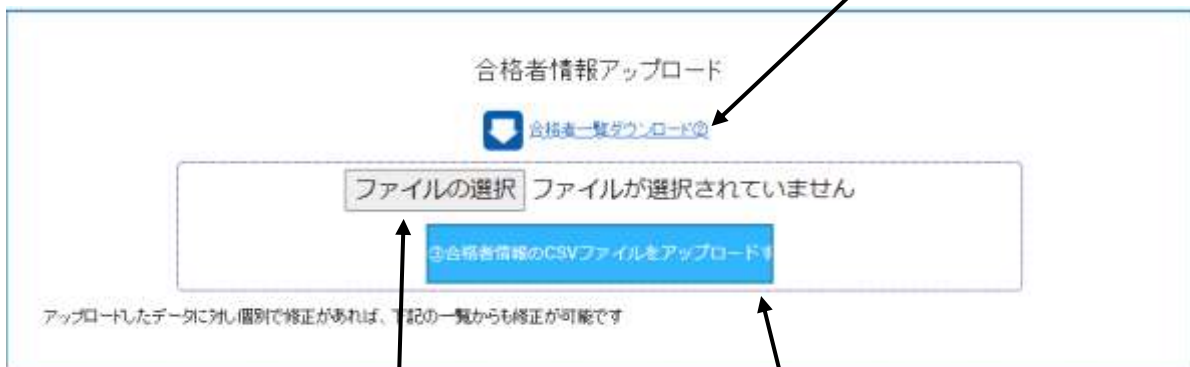 合格者情報アップロード
合格者一覧ダウンロード②
ファイルの選択 ファイルが選択されていません
③合格者情報のCSVファイルをアップロードす
アップロードしたデータに対し個別で修正があれば、下記の一覧からも修正が可能です